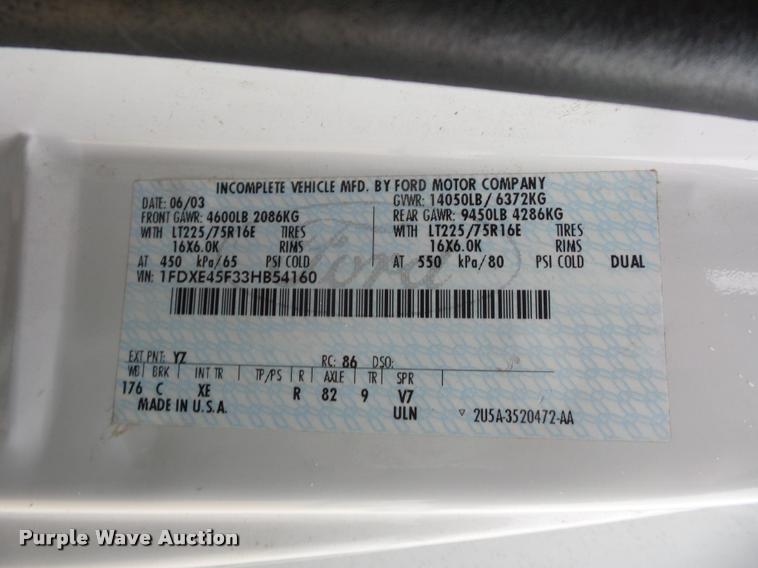 INCOMPLETE VEHICLE MFD. BY FORD MOTOR COMPANY
DATE: 06/03 GVWR: 14050LB/ 6372KG
FRONT GAWR: 4600LB 2086KG REAR GAWR: 9450LB 4286KG
WITH LT225/75R16E TIRES WITH LT225/75R16E TIRES
16X6.0K RIMS 16X6.0K RIMS
AT 450 kPa/65 PSI COLD AT 550 kPa/80 PSI COLD DUAL
VIN: 1FDXE45F33HB54160
Ford
EXT PNT: YZ RC: 86 DSO:
WB BRK INT TR TP/PS R AXLE TR SPR
176 C XE R 82 9 V7
MADE IN U.S.A. ULN ▽ 2U5A-3520472-AA
Purple Wave Auction